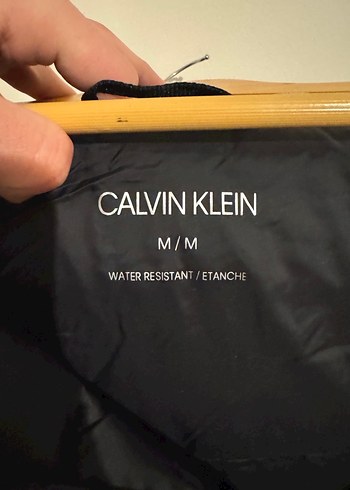 CALVIN KLEIN
M / M
WATER RESISTANT / ETANCHE